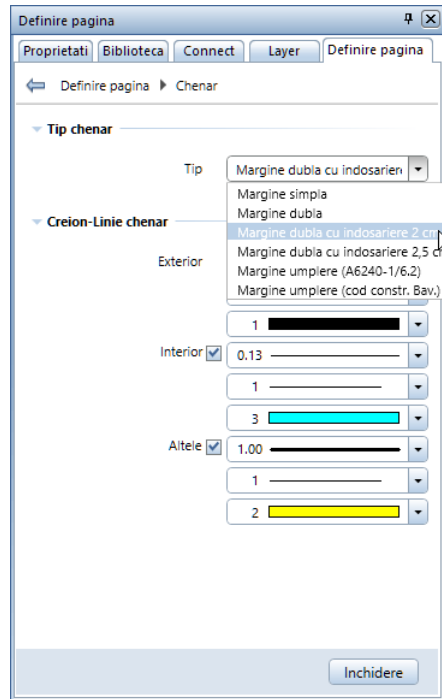 Definire pagina
Proprietati Biblioteca Connect Layer Definire pagina
Definire pagina Chenar
Tip chenar
Tip Margine dubla cu indosariere
Margine simpla
Margine dubla
Margine dubla cu indosariere 2 cm
Margine dubla cu indosariere 2,5 c
Margine umplere (A6240-1/6.2)
Margine umplere (cod constr. Bav.)
Creion-Linie chenar
Exterior
1
Interior 0.13
1
3
Altele 1.00
1
2
Inchidere